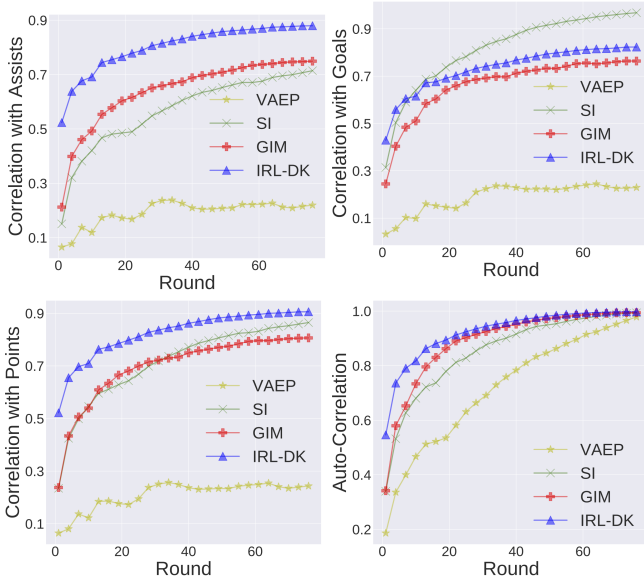 Correlation with Assists
0.9
0.7
0.5
0.3
0.1
VAEP
SI
GIM
IRL-DK
0 20 40 60
Round
Correlation with Goals
0.9
0.7
0.5
0.3
0.1
VAEP
SI
GIM
IRL-DK
0 20 40 60
Round
Correlation with Points
0.9
0.7
0.5
0.3
0.1
VAEP
SI
GIM
IRL-DK
0 20 40 60
Round
Auto-Correlation
1.0
0.8
0.6
0.4
0.2
VAEP
SI
GIM
IRL-DK
0 20 40 60
Round